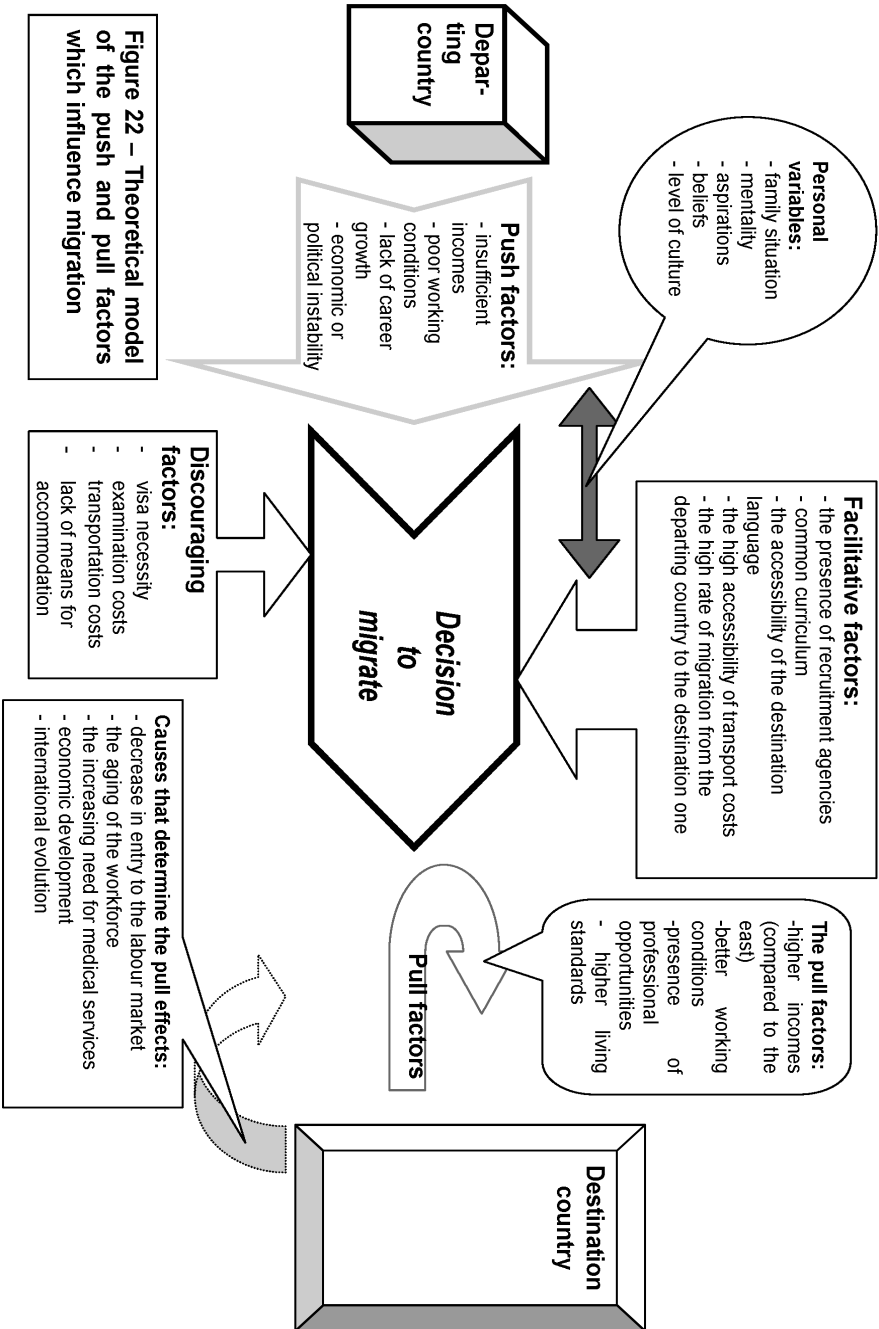 Depar-
ting
country
Personal
variables:
- family situation
- mentality
- aspirations
- beliefs
- level of culture
Push factors:
- insufficient
incomes
- poor working
conditions
- lack of career
growth
- economic or
political instability
Figure 22 – Theoretical model
of the push and pull factors
which influence migration
Facilitative factors:
- the presence of recruitment agencies
- common curriculum
- the accessibility of the destination
language
- the high accessibility of transport costs
- the high rate of migration from the
departing country to the destination one
Decision
to
migrate
Discouraging
factors:
- visa necessity
- examination costs
- transportation costs
- lack of means for
accommodation
The pull factors:
-higher incomes
(compared to the
east)
-better working
conditions
-presence of
professional
opportunities
- higher living
standards
Pull factors
Causes that determine the pull effects:
- decrease in entry to the labour market
- the aging of the workforce
- the increasing need for medical services
- economic development
- international evolution
Destination
country